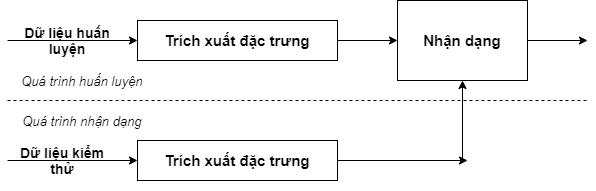 Dữ liệu huấn
luyện
Trích xuất đặc trưng
Nhận dạng
Quá trình huấn luyện
Quá trình nhận dạng
Dữ liệu kiểm
thử
Trích xuất đặc trưng